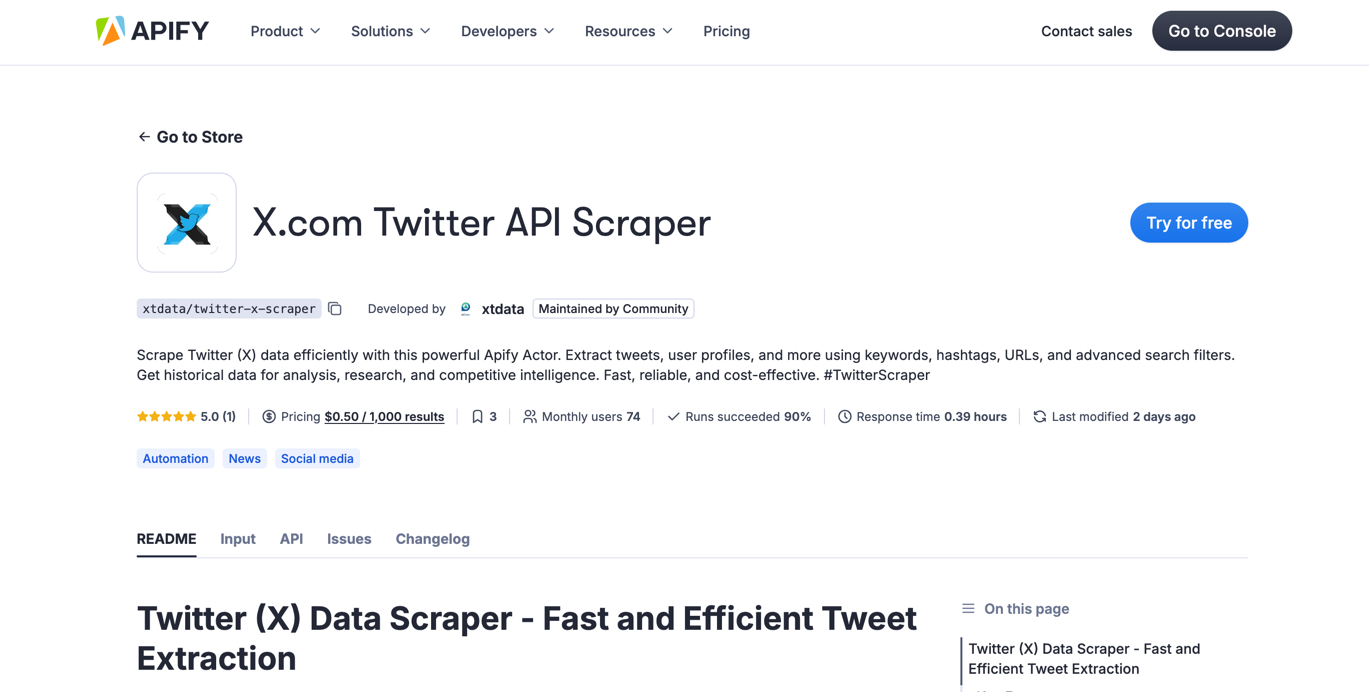 APIFY Product Solutions Developers Resources Pricing Contact sales Go to Console
Go to Store
X.com Twitter API Scraper
Try for free
xtdata/twitter-x-scraper Developed by xtdata Maintained by Community
Scrape Twitter (X) data efficiently with this powerful Apify Actor. Extract tweets, user profiles, and more using keywords, hashtags, URLs, and advanced search filters.
Get historical data for analysis, research, and competitive intelligence. Fast, reliable, and cost-effective. #TwitterScraper
5.0 (1) Pricing $0.50 / 1,000 results 3 Monthly users 74 Runs succeeded 90% Response time 0.39 hours Last modified 2 days ago
Automation News Social media
README Input API Issues Changelog
Twitter (X) Data Scraper - Fast and Efficient Tweet
Extraction
On this page
Twitter (X) Data Scraper - Fast and
Efficient Tweet Extraction